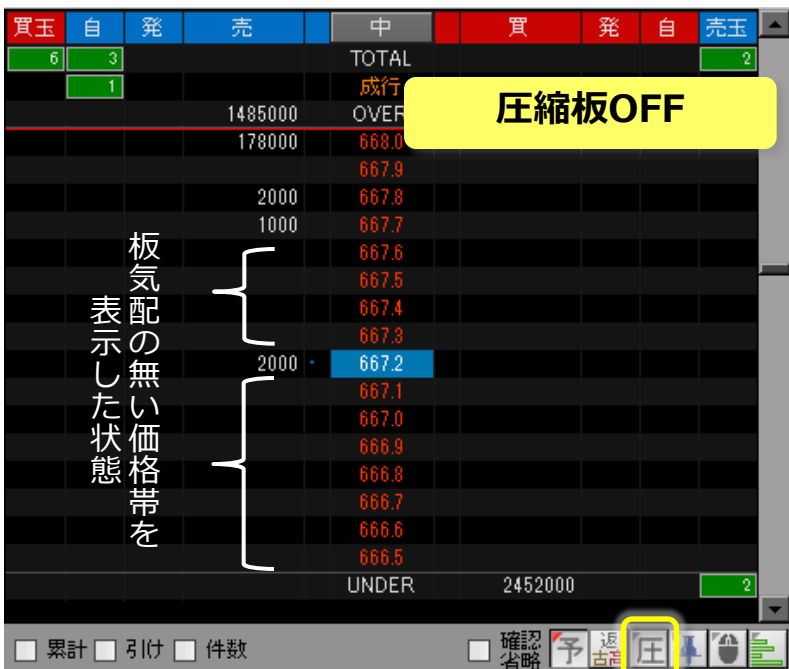 買玉 自 発 売 中 買 発 自 売玉
6 3 TOTAL 2
1 成行
圧縮板OFF
1485000 OVER
178000 668.0
667.9
2000 667.8
1000 667.7
667.6
667.5
667.4
667.3
2000 667.2
667.1
667.0
666.9
666.8
666.7
666.6
666.5
板気配の無い価格帯を
表示した状態
UNDER 2452000 2
累計 引け 件数 確認省略 予 返古高 圧